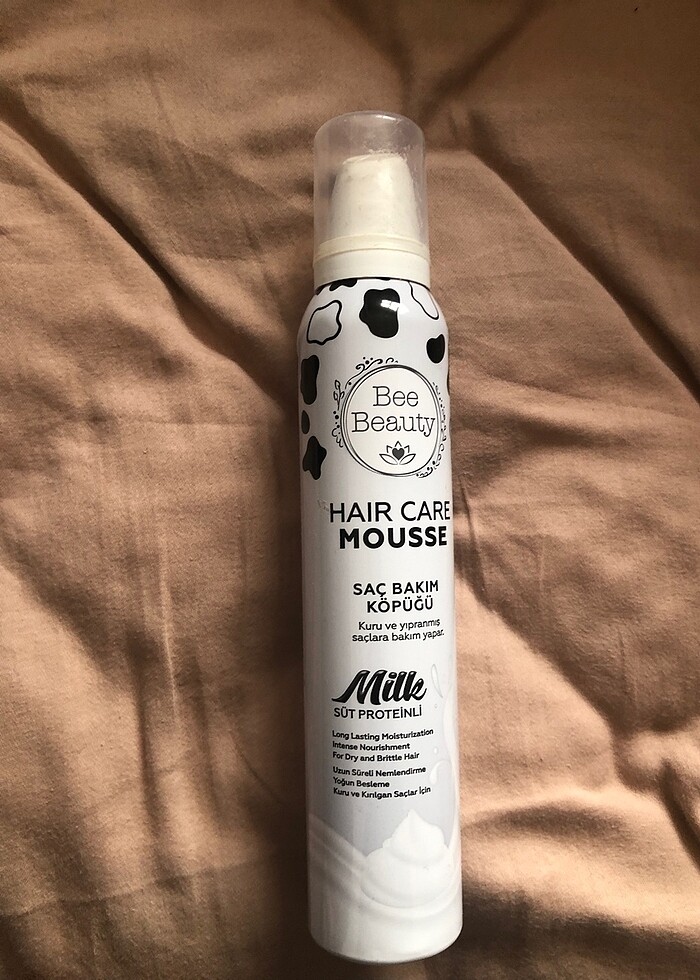 Bee
Beauty
HAIR CARE
MOUSSE
SAÇ BAKIM
KÖPÜĞÜ
Kuru ve yıpranmış
saçlara bakım yapar.
Milk
SÜT PROTEİNLİ
Long Lasting Moisturization
Intense Nourishment
For Dry and Brittle Hair
Uzun Süreli Nemlendirme
Yoğun Besleme
Kuru ve Kırılgan Saçlar İçin